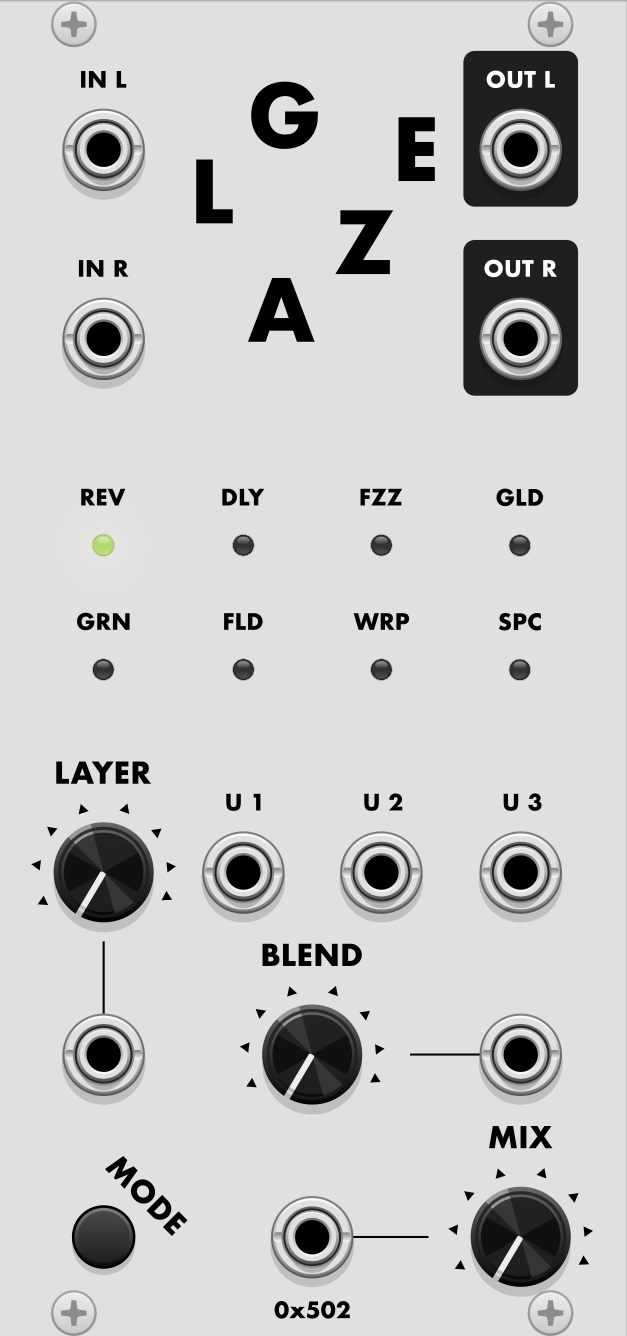 IN L
GLAZE
OUT L
IN R
OUT R
REV DLY FZZ GLD
GRN FLD WRP SPC
LAYER
U 1 U 2 U 3
BLEND
MIX
MODE
0x502